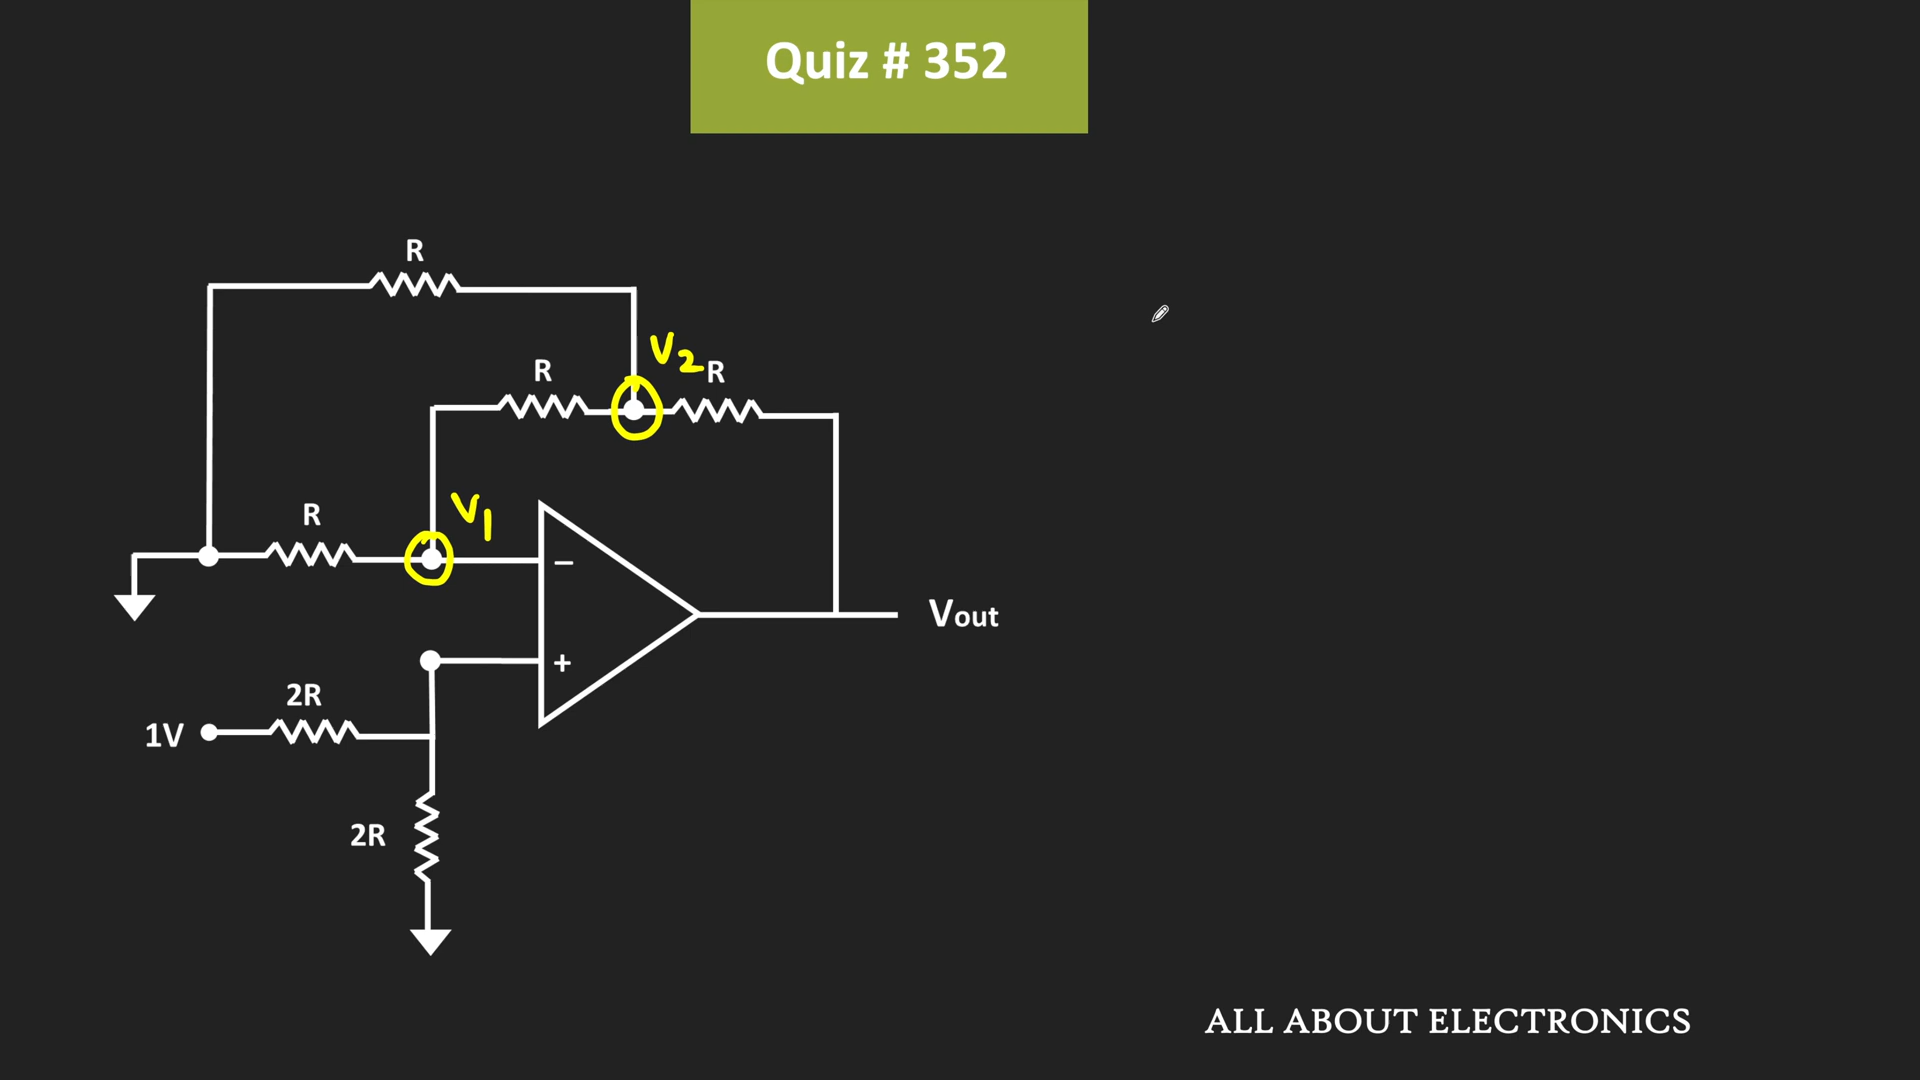 Quiz # 352
R
V2
R
R
V1
R
−
Vout
+
2R
1V
2R
ALL ABOUT ELECTRONICS